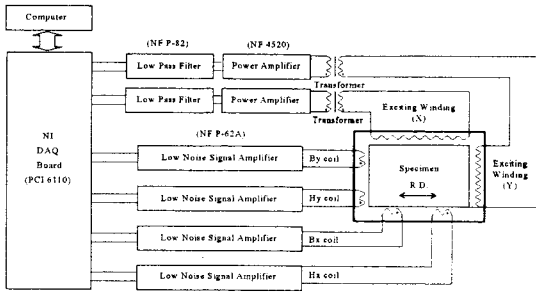 Computer
(NF P-82)
(NF 4520)
Low Pass Filter
Power Amplifier
Transformer
Low Pass Filter
Power Amplifier
Transformer
Exciting Winding
(X)
(NF P-62A)
NI
DAQ
Board
(PCI 6110)
Low Noise Signal Amplifier
By coil
Specimen
R.D.
Exciting
Winding
(Y)
Low Noise Signal Amplifier
Hy coil
Low Noise Signal Amplifier
Bx coil
Low Noise Signal Amplifier
Hx coil